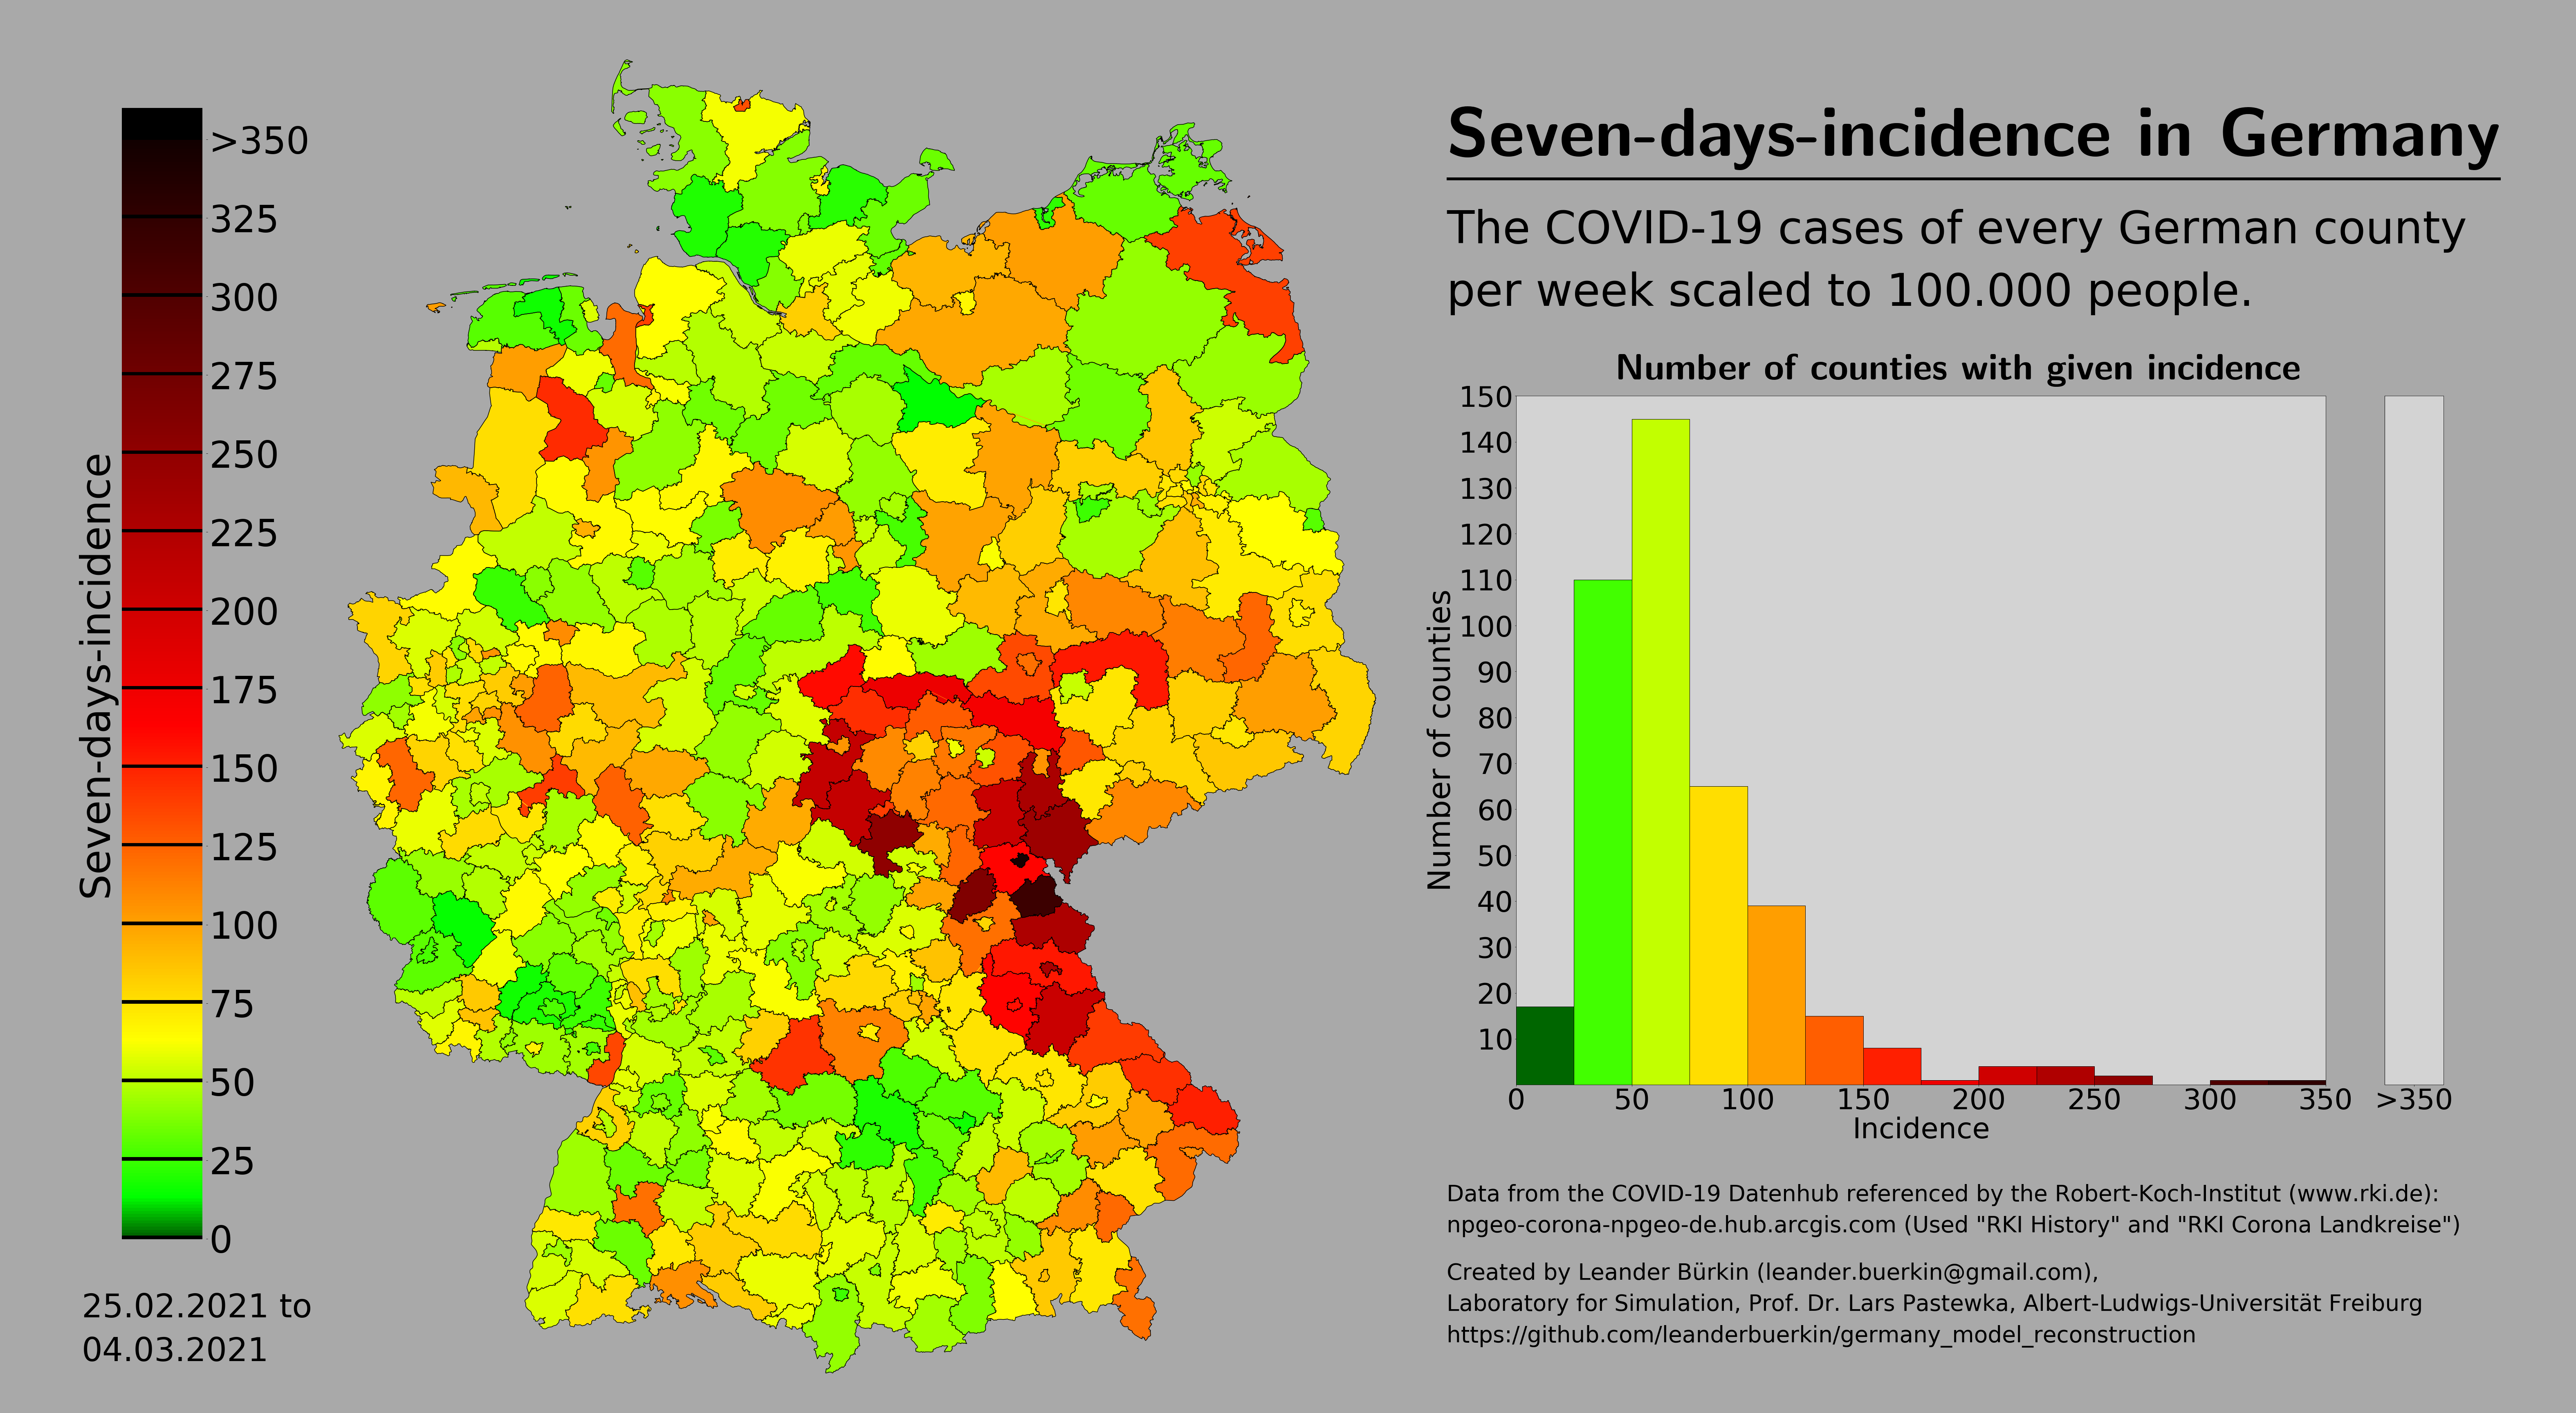 Seven-days-incidence in Germany
The COVID-19 cases of every German county
per week scaled to 100.000 people.
>350
325
300
275
250
225
200
175
150
125
100
75
50
25
0
Seven-days-incidence
25.02.2021 to
04.03.2021
Number of counties with given incidence
150
140
130
120
110
100
90
80
70
60
50
40
30
20
10
Number of counties
0 50 100 150 200 250 300 350 >350
Incidence
Data from the COVID-19 Datenhub referenced by the Robert-Koch-Institut (www.rki.de):
npgeo-corona-npgeo-de.hub.arcgis.com (Used "RKI History" and "RKI Corona Landkreise")
Created by Leander Bürkin (leander.buerkin@gmail.com),
Laboratory for Simulation, Prof. Dr. Lars Pastewka, Albert-Ludwigs-Universität Freiburg
https://github.com/leanderbuerkin/germany_model_reconstruction